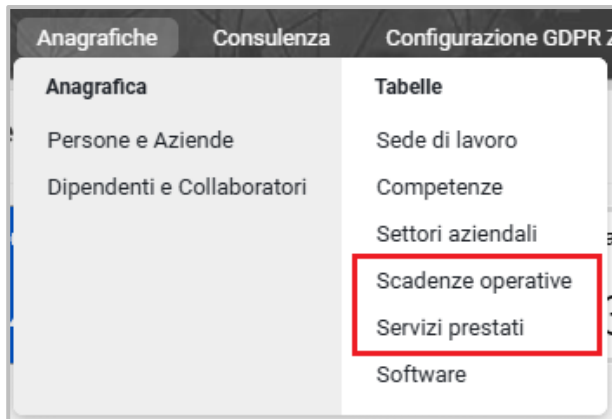 Anagrafiche Consulenza Configurazione GDPR
Anagrafica
Persone e Aziende
Dipendenti e Collaboratori
Tabelle
Sede di lavoro
Competenze
Settori aziendali
Scadenze operative
Servizi prestati
Software